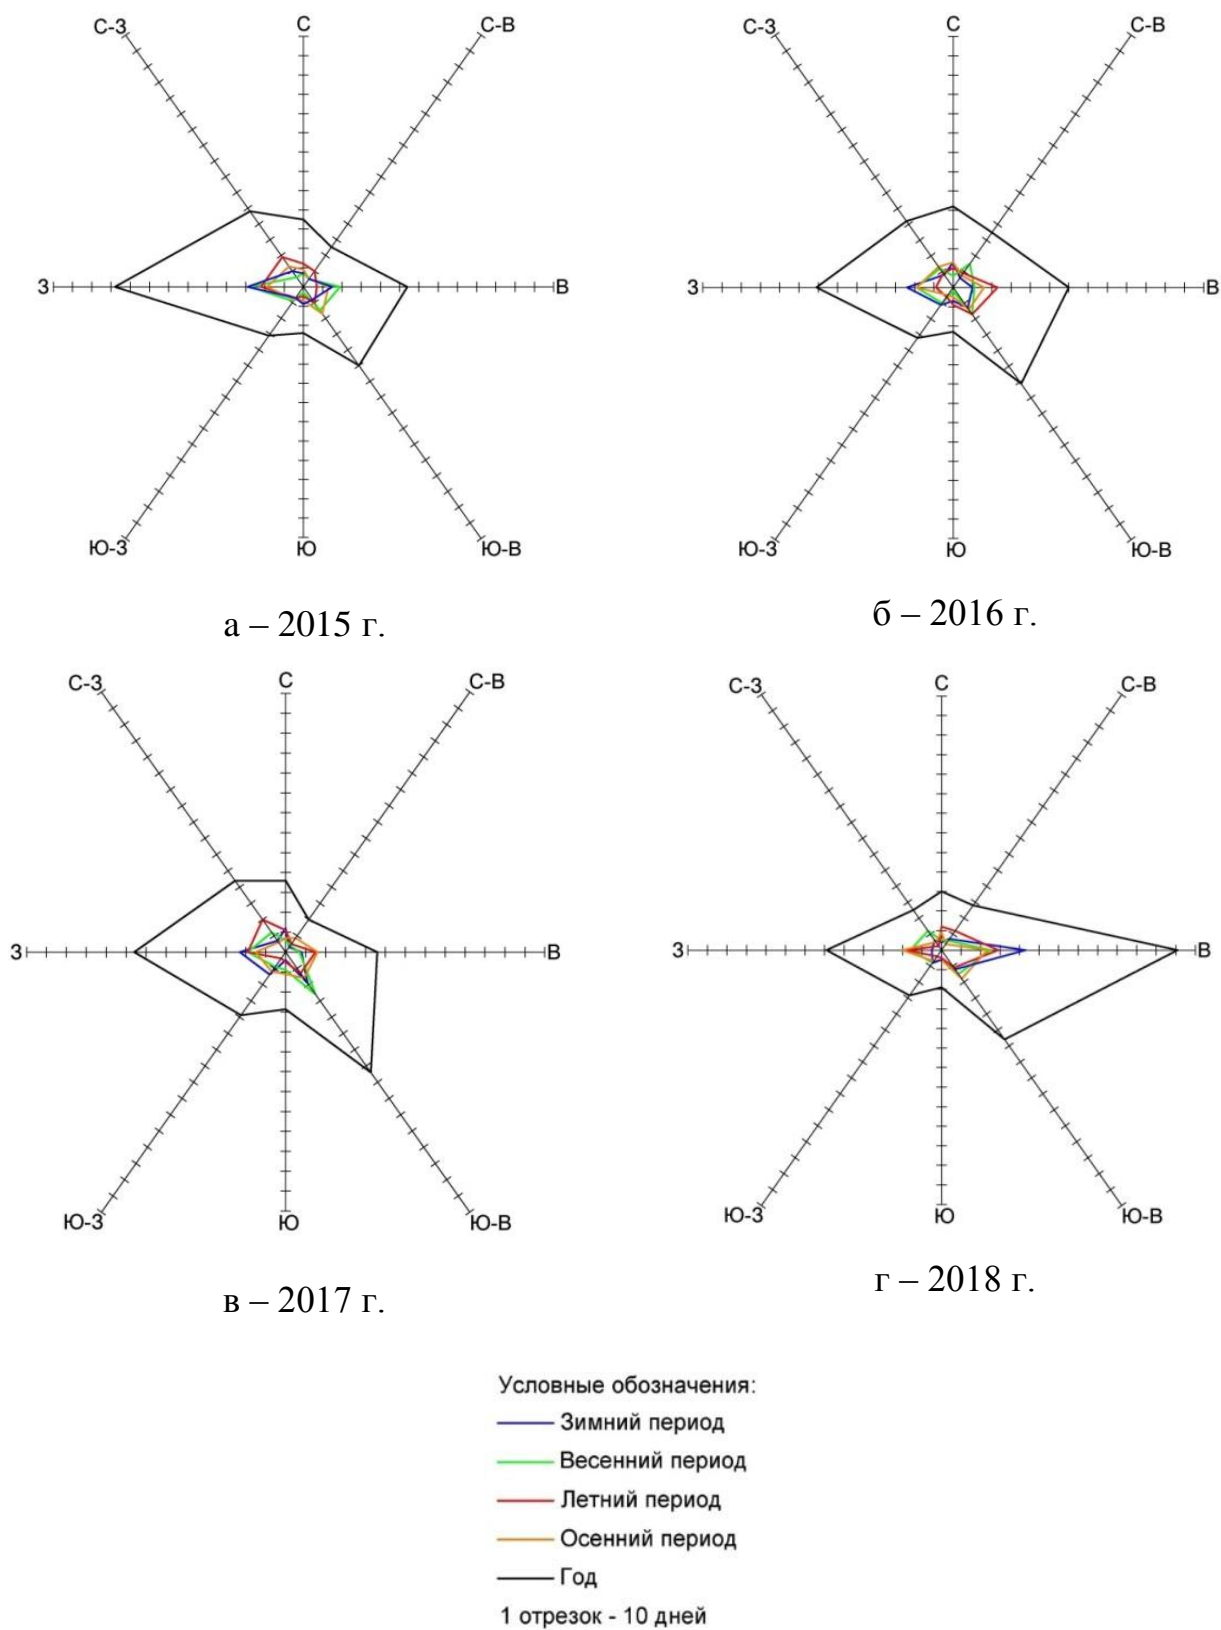 С-З
С
С-В
З
В
Ю-З
Ю
Ю-В
а – 2015 г.
С-З
С
С-В
З
В
Ю-З
Ю
Ю-В
б – 2016 г.
С-З
С
С-В
З
В
Ю-З
Ю
Ю-В
в – 2017 г.
С-З
С
С-В
З
В
Ю-З
Ю
Ю-В
г – 2018 г.
Условные обозначения:
Зимний период
Весенний период
Летний период
Осенний период
Год
1 отрезок - 10 дней